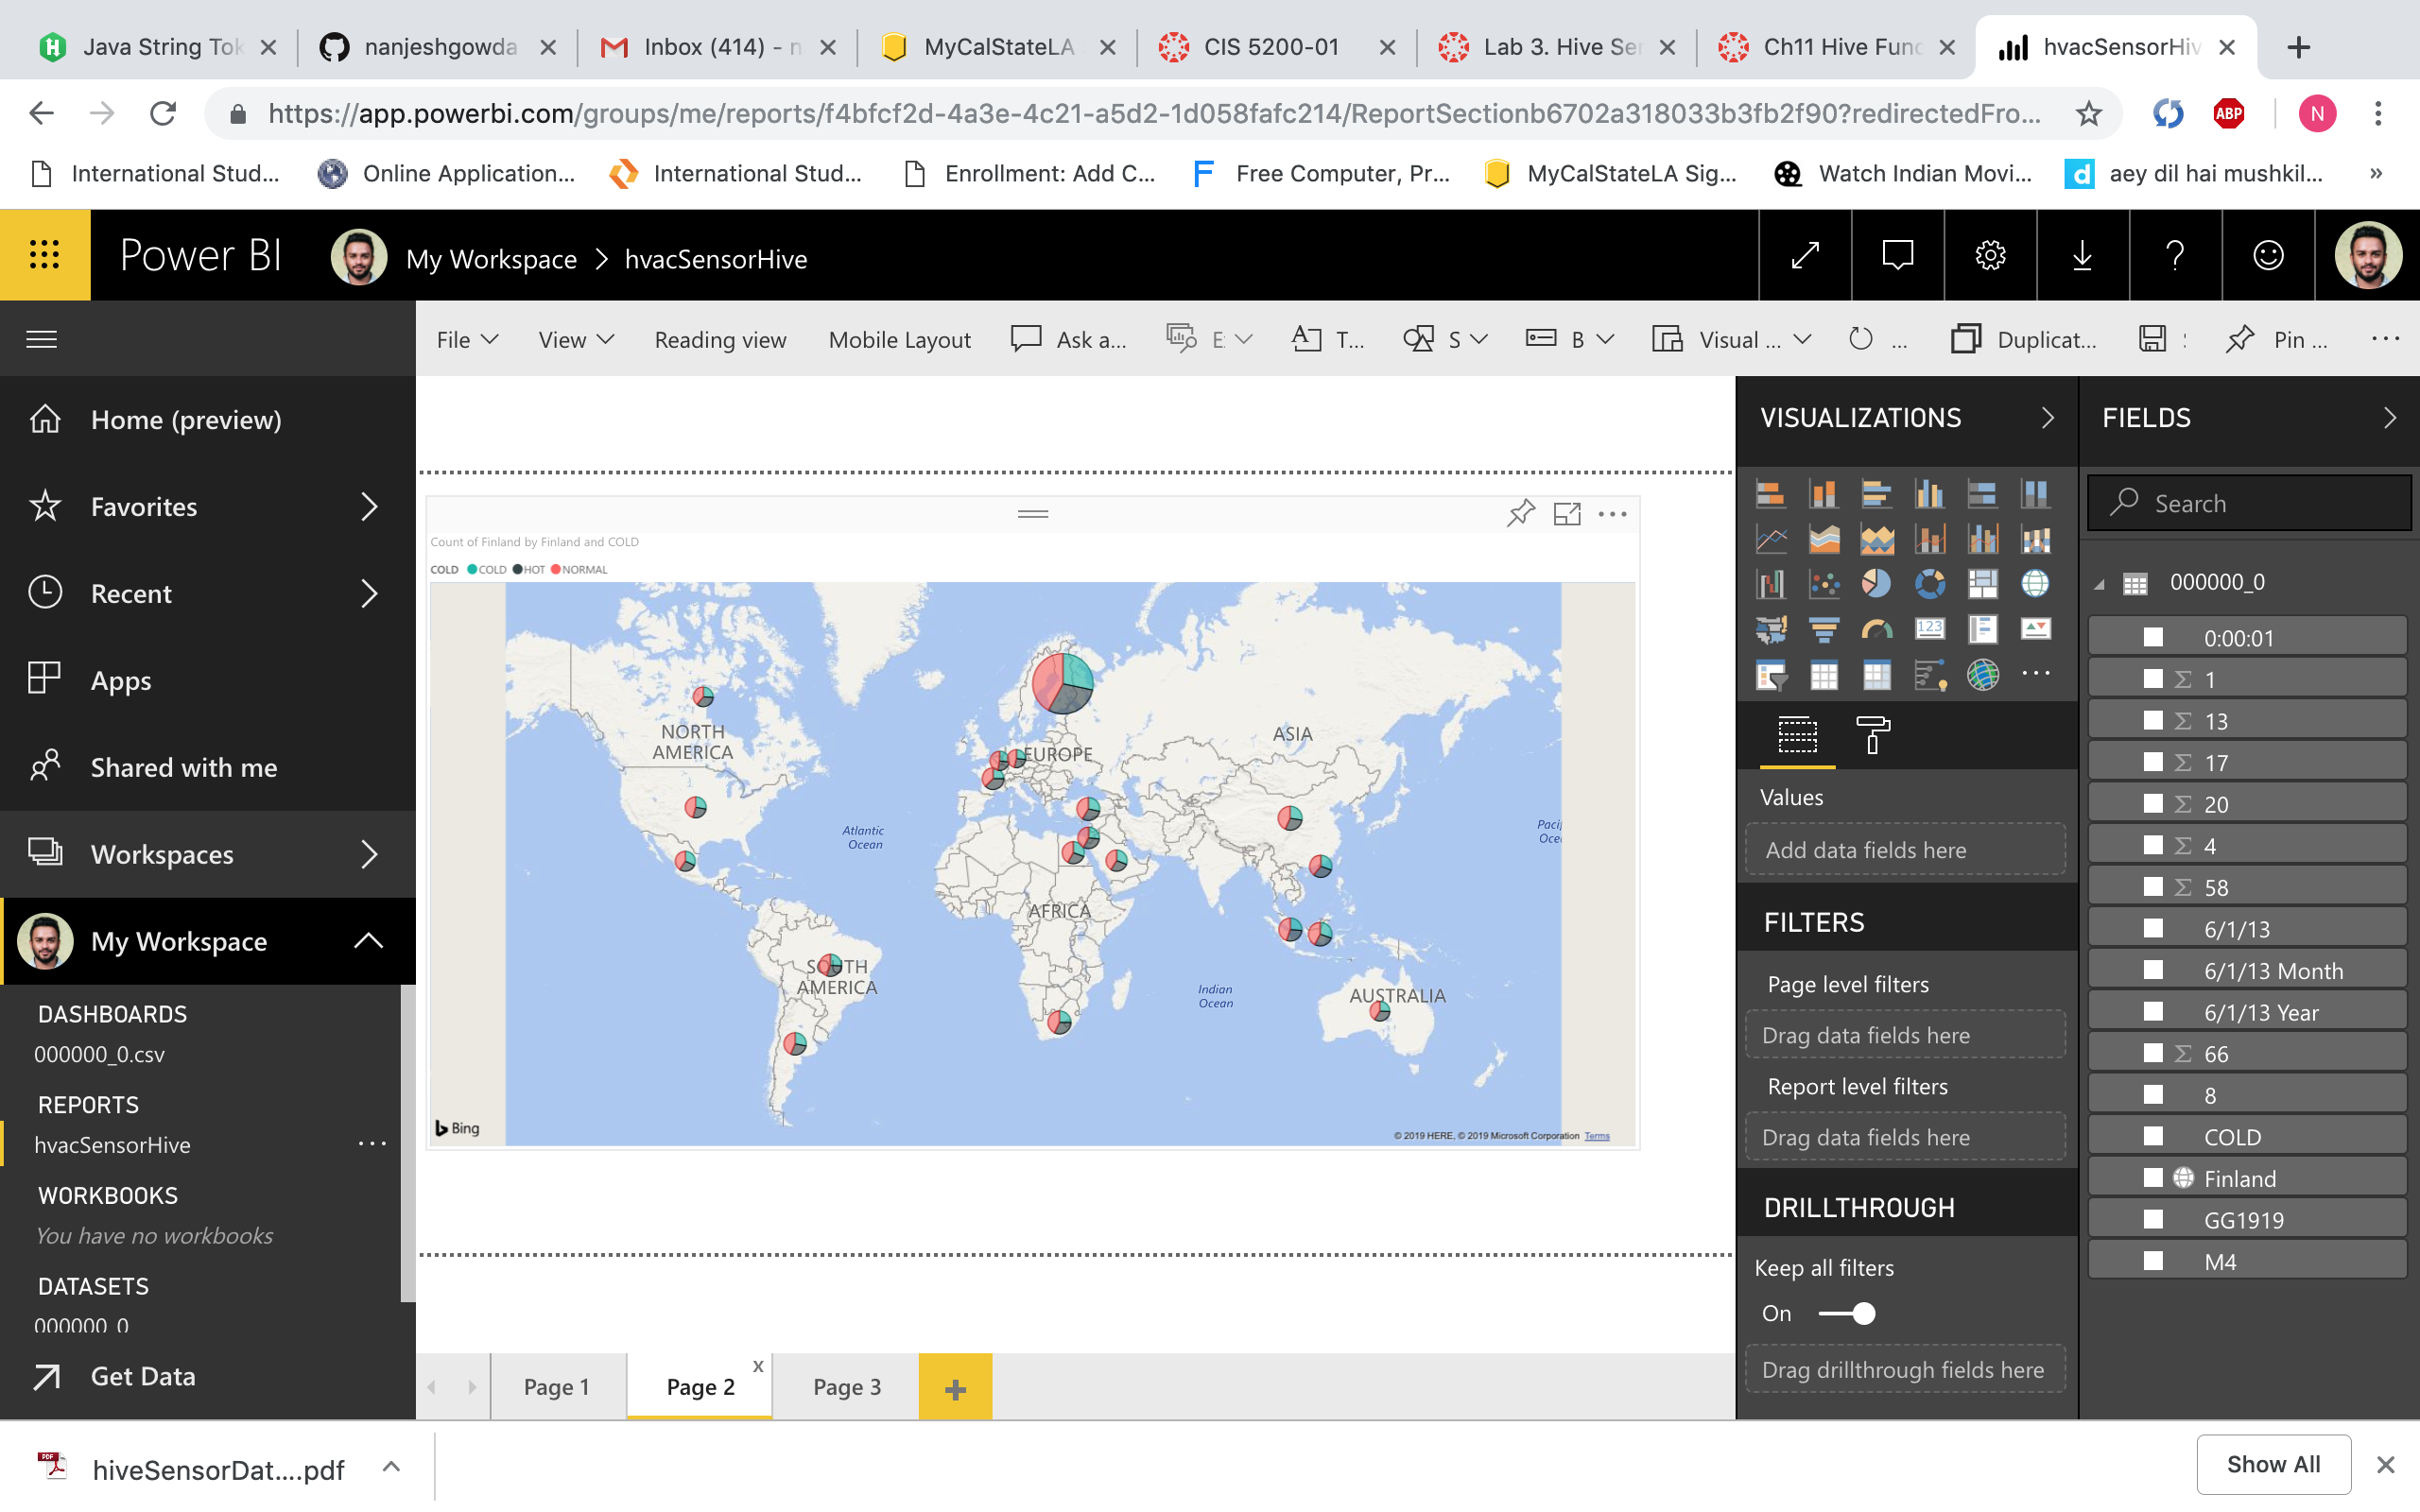 Java String Tok
nanjeshgowda
Inbox (414) - n
MyCalStateLA
CIS 5200-01
Lab 3. Hive Ser
Ch11 Hive Func
hvacSensorHiv
https://app.powerbi.com/groups/me/reports/f4bfcf2d-4a3e-4c21-a5d2-1d058fafc214/ReportSectionb6702a318033b3fb2f90?redirectedFro...
ABP
N
International Stud...
Online Application...
International Stud...
Enrollment: Add C...
Free Computer, Pr...
MyCalStateLA Sig...
Watch Indian Movi...
aey dil hai mushkil...
»
Power BI
My Workspace > hvacSensorHive
File
View
Reading view
Mobile Layout
Ask a...
T...
S
B
Visual ...
...
Duplicat...
Pin ...
Home (preview)
Favorites
Recent
Apps
Shared with me
Workspaces
My Workspace
DASHBOARDS
000000_0.csv
REPORTS
hvacSensorHive
WORKBOOKS
You have no workbooks
DATASETS
000000_0
Get Data
Count of Finland by Finland and COLD
COLD COLD HOT NORMAL
NORTH
AMERICA
EUROPE
ASIA
Atlantic
Ocean
AFRICA
SOUTH
AMERICA
Indian
Ocean
AUSTRALIA
Bing
© 2019 HERE, © 2019 Microsoft Corporation Terms
Page 1
Page 2
x
Page 3
+
VISUALIZATIONS
123
Values
Add data fields here
FILTERS
Page level filters
Drag data fields here
Report level filters
Drag data fields here
DRILLTHROUGH
Keep all filters
On
Drag drillthrough fields here
FIELDS
Search
000000_0
0:00:01
Σ 1
Σ 13
Σ 17
Σ 20
Σ 4
Σ 58
6/1/13
6/1/13 Month
6/1/13 Year
Σ 66
8
COLD
Finland
GG1919
M4
PDF
hiveSensorDat....pdf
Show All